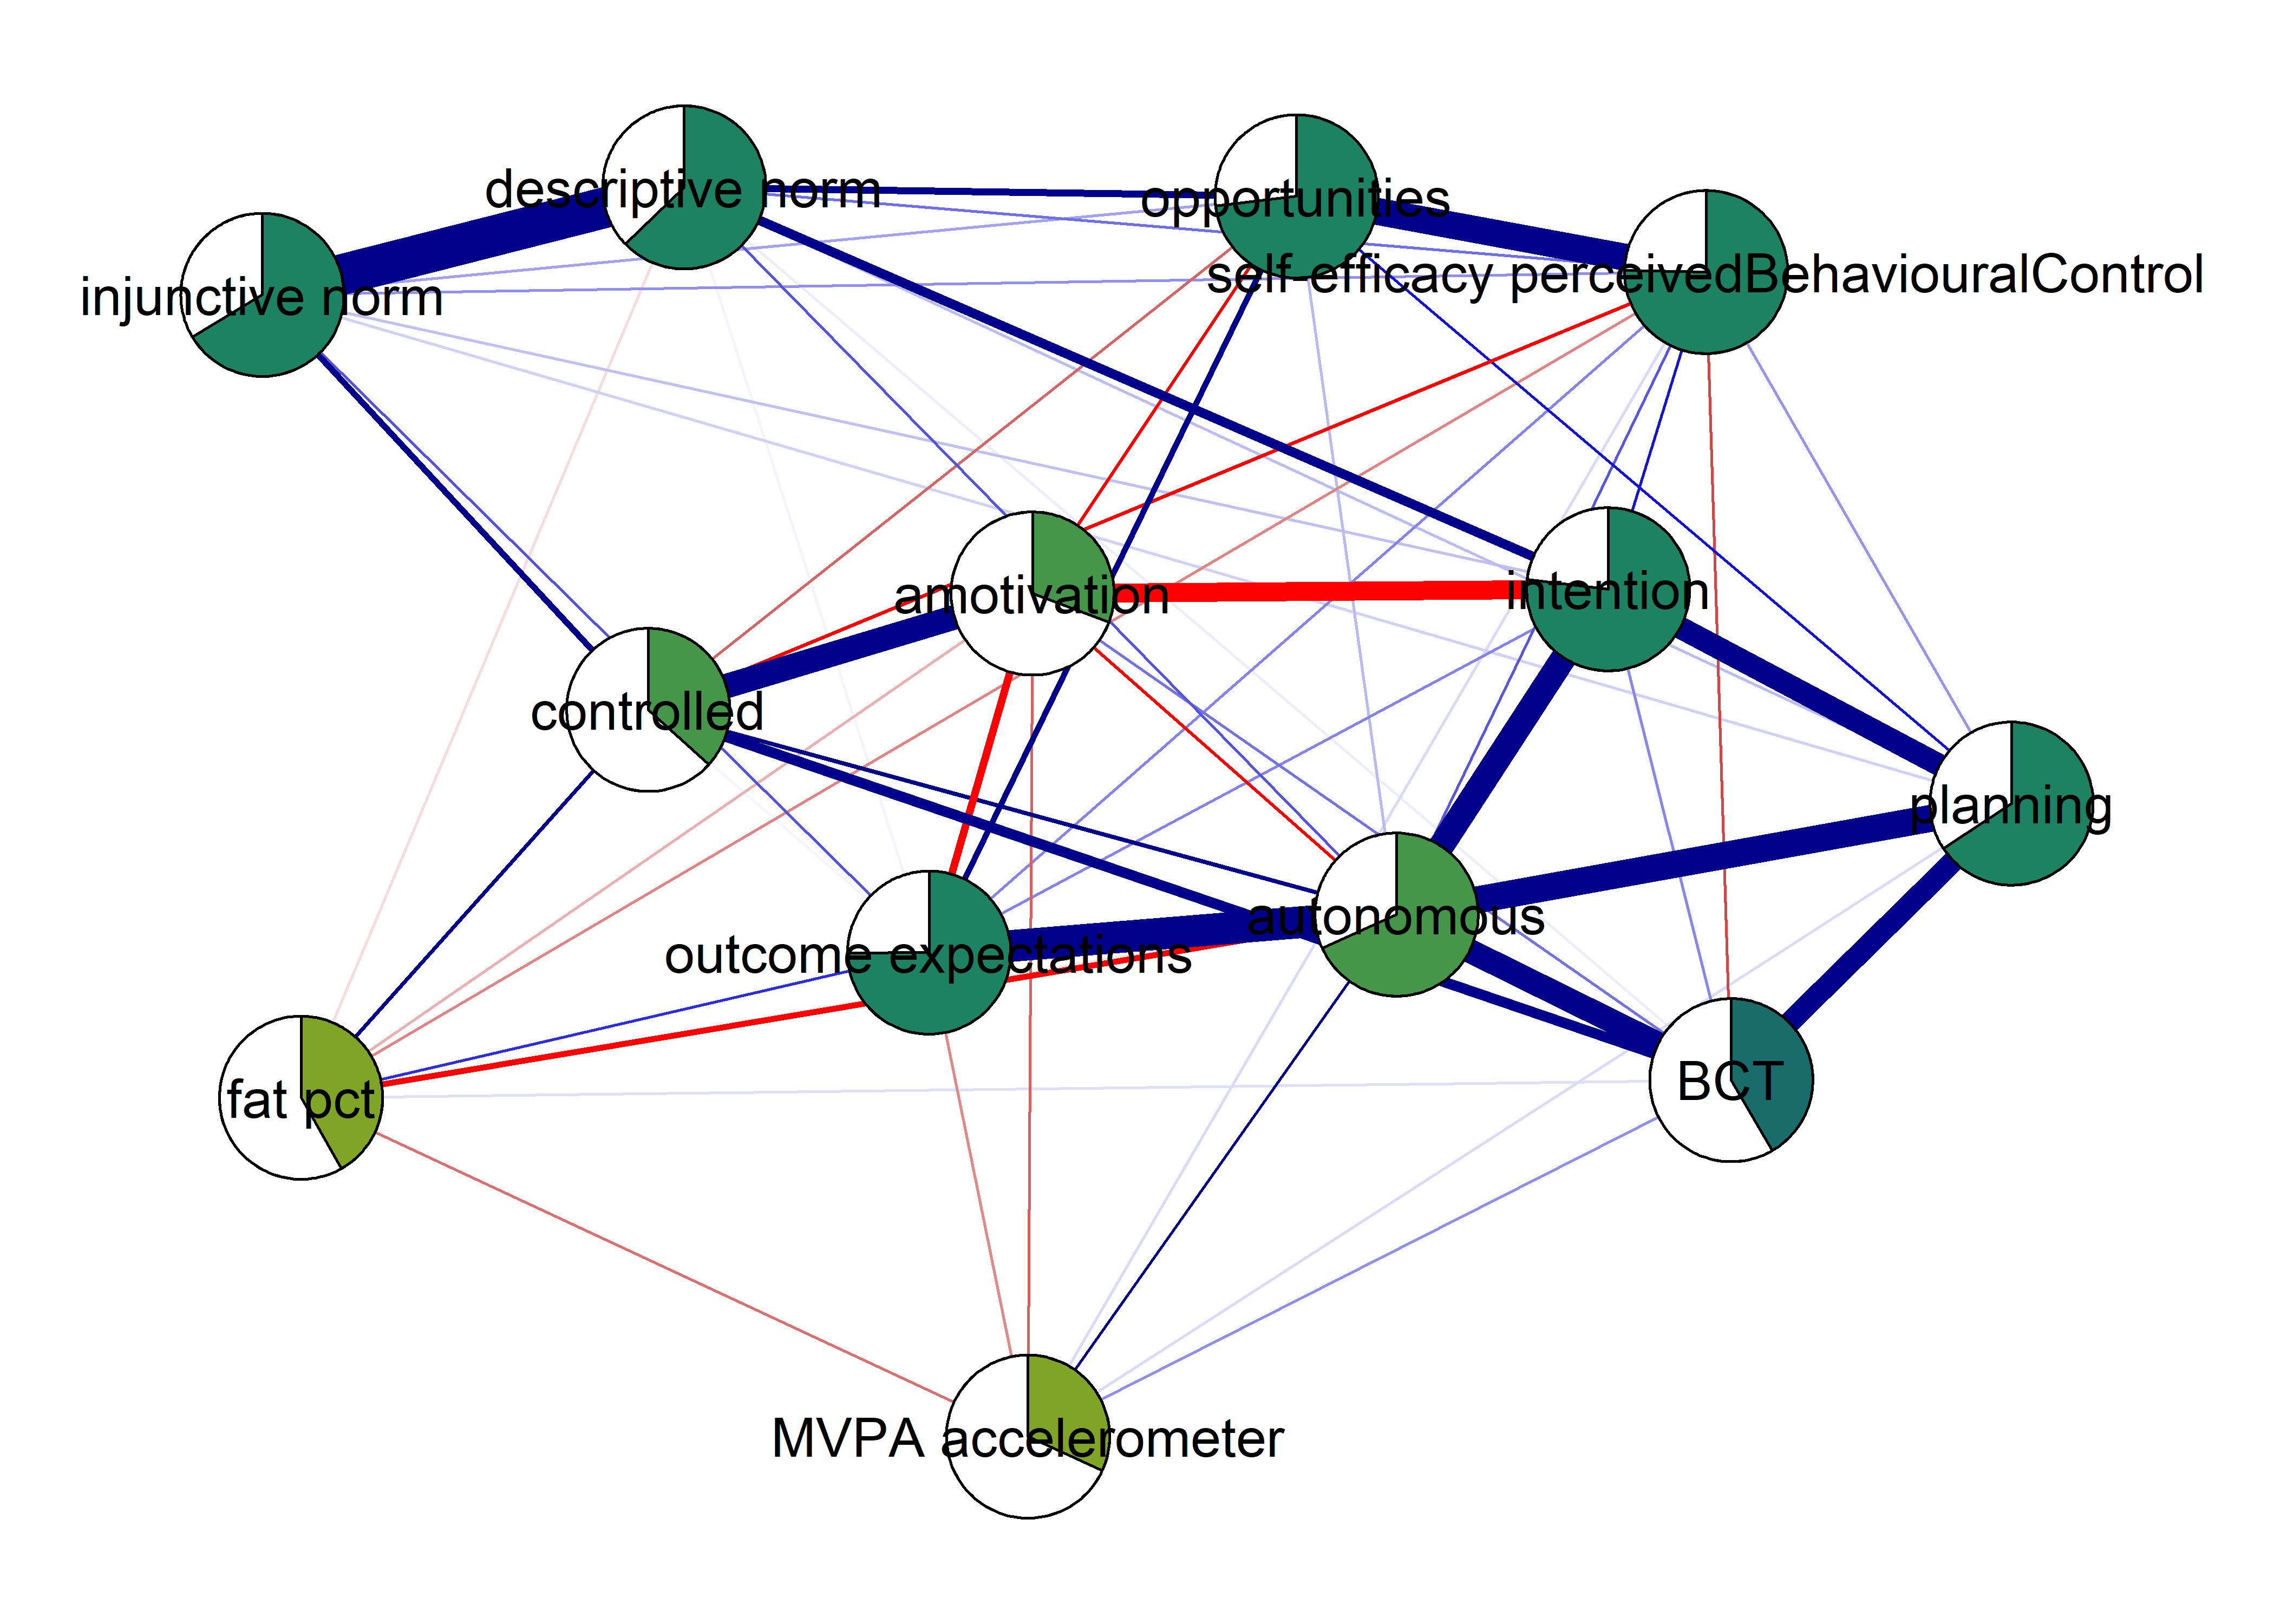 descriptive norm
opportunities
self-efficacy perceivedBehaviouralControl
injunctive norm
amotivation
intention
controlled
planning
autonomous
outcome expectations
BCT
fat pct
MVPA accelerometer